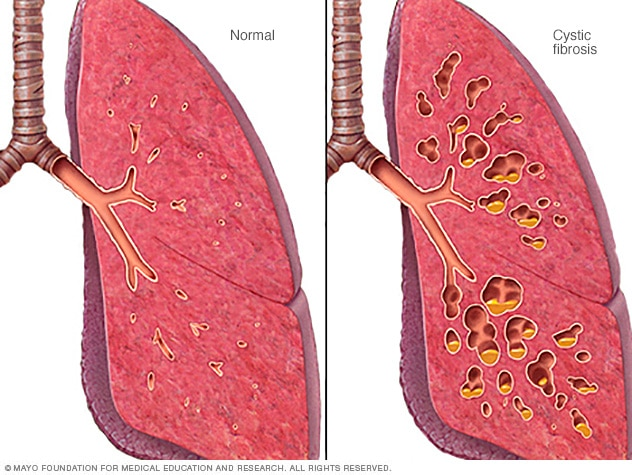 Normal
Cystic
fibrosis
© MAYO FOUNDATION FOR MEDICAL EDUCATION AND RESEARCH. ALL RIGHTS RESERVED.